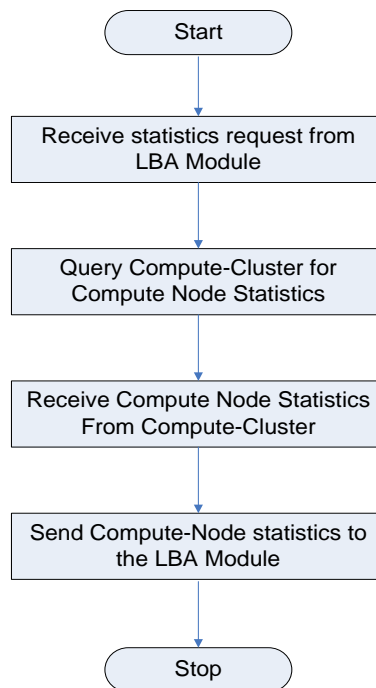 Start
Receive statistics request from
LBA Module
Query Compute-Cluster for
Compute Node Statistics
Receive Compute Node Statistics
From Compute-Cluster
Send Compute-Node statistics to
the LBA Module
Stop